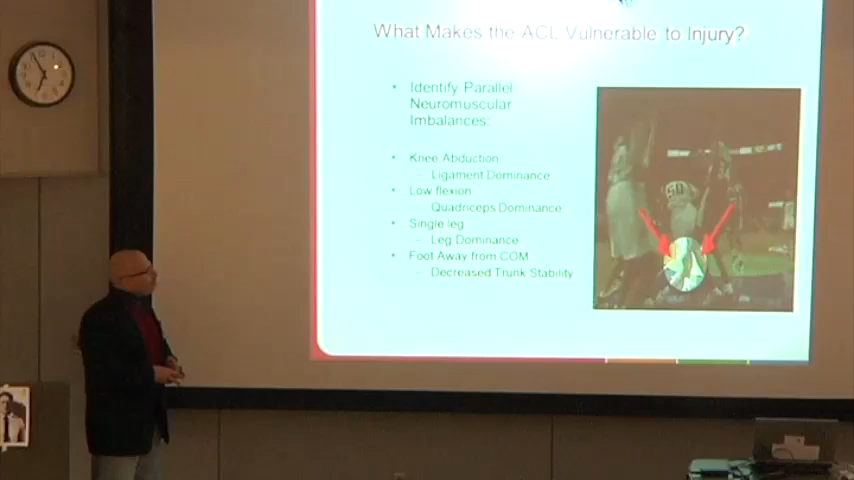 What Makes the ACL Vulnerable to Injury?
• Identify Parallel
Neuromuscular
Imbalances:
• Knee Abduction
– Ligament Dominance
• Low flexion
– Quadriceps Dominance
• Single leg
– Leg Dominance
• Foot Away from COM
– Decreased Trunk Stability
50